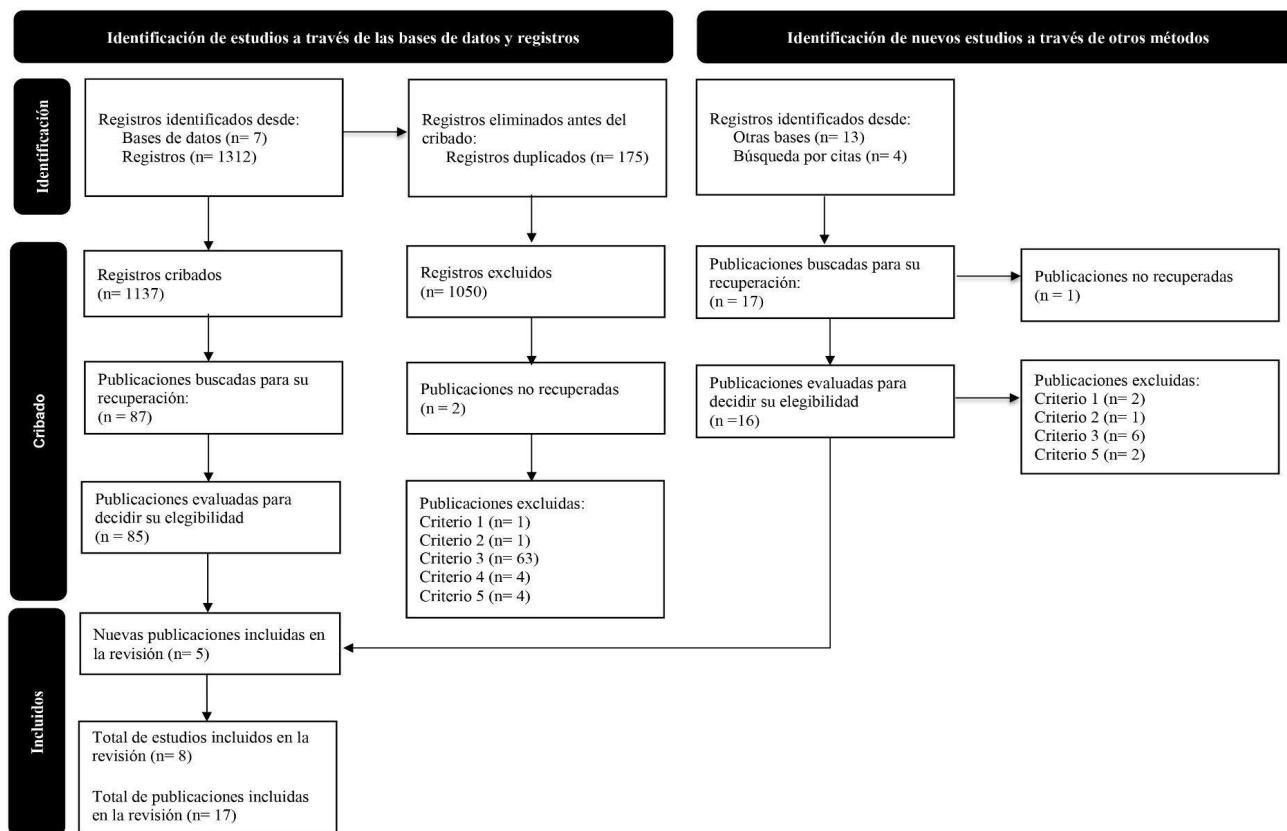 Identificación de estudios a través de las bases de datos y registros
Identificación de nuevos estudios a través de otros métodos
Identificación
Registros identificados desde:
Bases de datos (n= 7)
Registros (n= 1312)
Registros eliminados antes del
cribado:
Registros duplicados (n= 175)
Registros identificados desde:
Otras bases (n= 13)
Búsqueda por citas (n= 4)
Cribado
Registros cribados
(n= 1137)
Registros excluidos
(n= 1050)
Publicaciones buscadas para su
recuperación:
(n = 17)
Publicaciones no recuperadas
(n = 1)
Publicaciones buscadas para su
recuperación:
(n = 87)
Publicaciones no recuperadas
(n = 2)
Publicaciones evaluadas para
decidir su elegibilidad
(n =16)
Publicaciones excluidas:
Criterio 1 (n= 2)
Criterio 2 (n= 1)
Criterio 3 (n= 6)
Criterio 5 (n= 2)
Publicaciones evaluadas para
decidir su elegibilidad
(n = 85)
Publicaciones excluidas:
Criterio 1 (n= 1)
Criterio 2 (n= 1)
Criterio 3 (n= 63)
Criterio 4 (n= 4)
Criterio 5 (n= 4)
Incluidos
Nuevas publicaciones incluidas en
la revisión (n= 5)
Total de estudios incluidos en la
revisión (n= 8)
Total de publicaciones incluidas
en la revisión (n= 17)